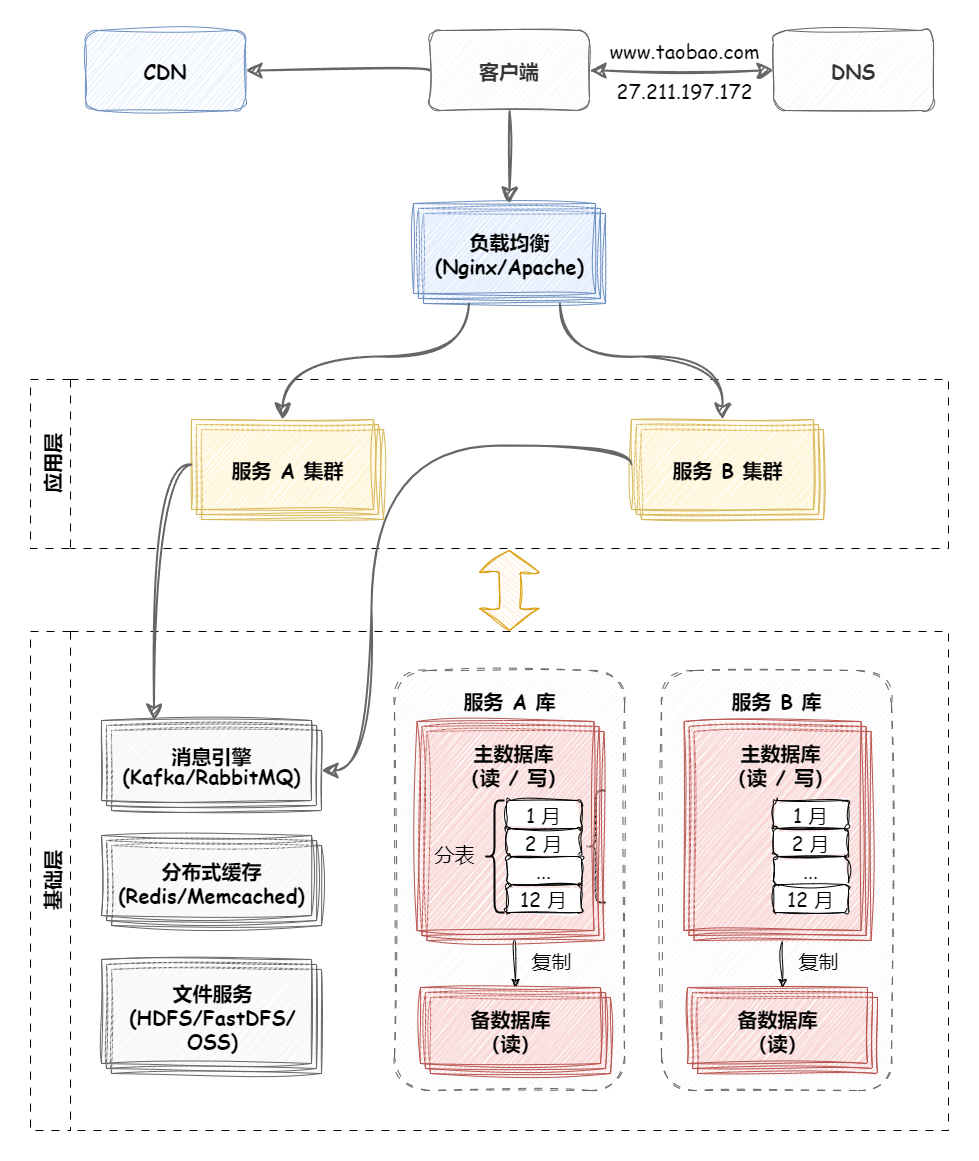 CDN
客户端
www.taobao.com
27.211.197.172
DNS
负载均衡
(Nginx/Apache)
应用层
服务 A 集群
服务 B 集群
基础层
消息引擎
(Kafka/RabbitMQ)
分布式缓存
(Redis/Memcached)
文件服务
(HDFS/FastDFS/
OSS)
服务 A 库
主数据库
(读 / 写)
分表
1 月
2 月
...
12 月
复制
备数据库
(读)
服务 B 库
主数据库
(读 / 写)
1 月
2 月
...
12 月
复制
备数据库
(读)